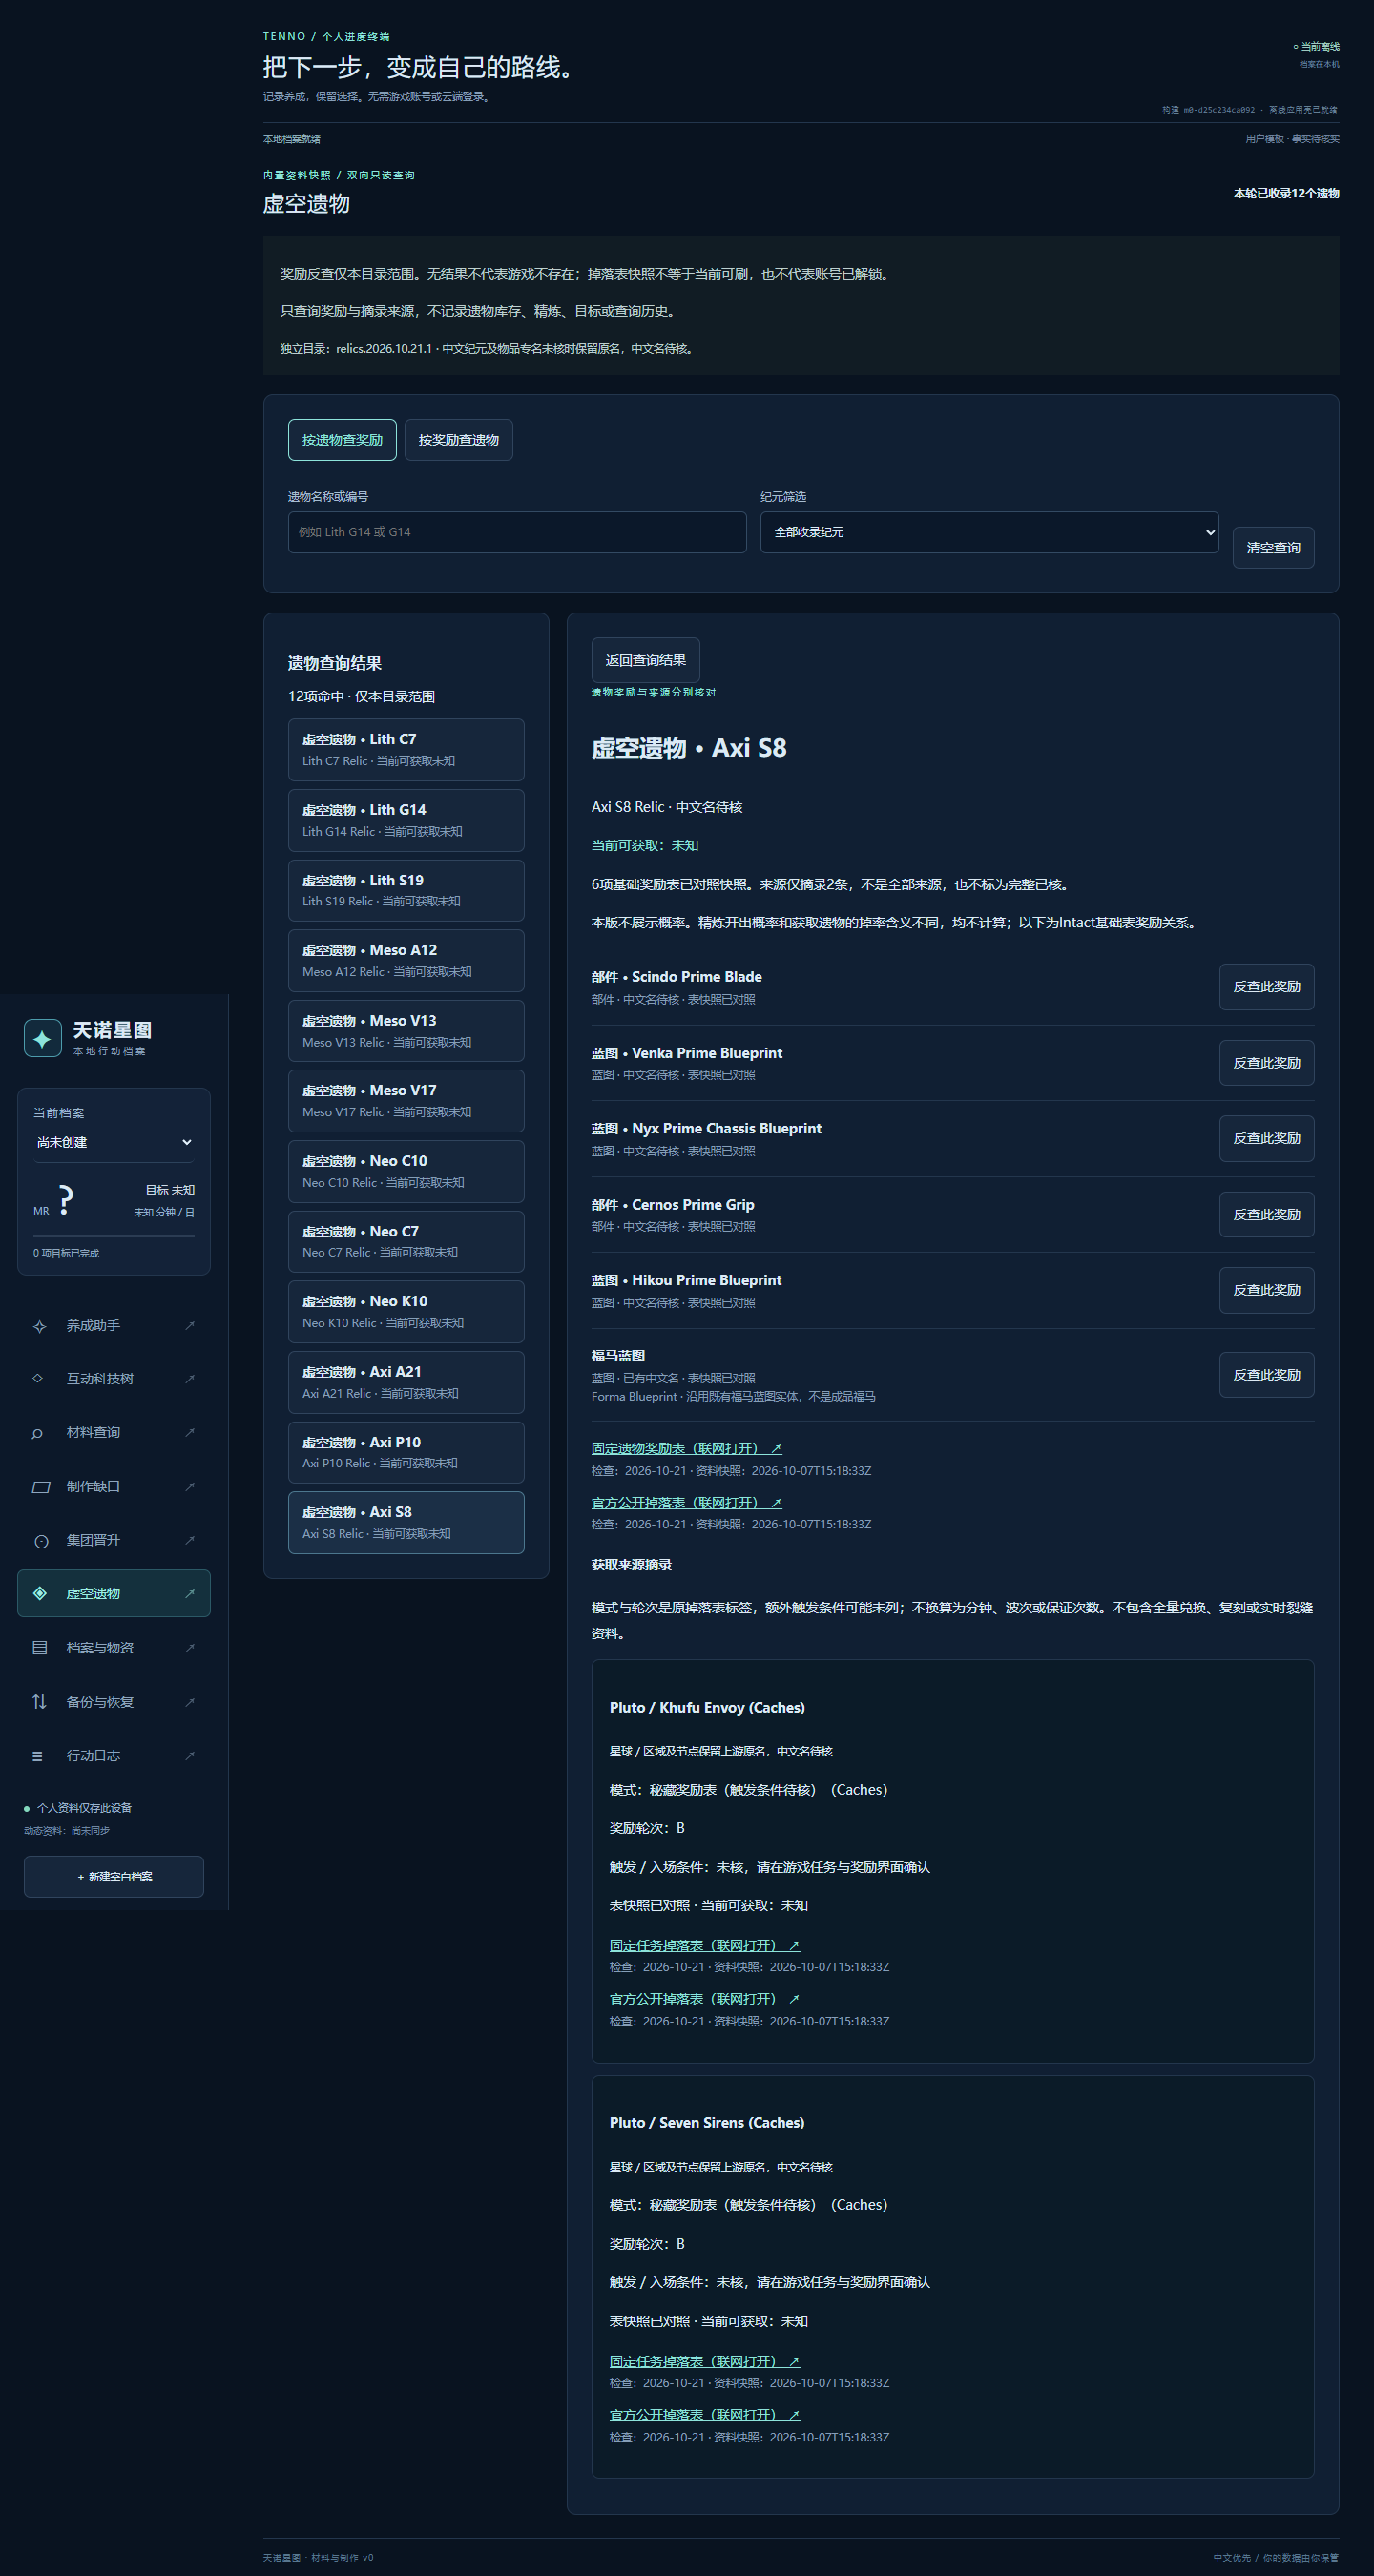 TENNO / 个人进度终端
把下一步，变成自己的路线。
记录养成，保留选择。无需游戏账号或云端登录。
当前离线
档案在本机
构建 m0-d25c234ca092 · 离线应用壳已就绪
本地档案就绪
用户模板 · 事实待核实
内置资料快照 / 双向只读查询
虚空遗物
本轮已收录12个遗物
奖励反查仅本目录范围。无结果不代表游戏不存在；掉落表快照不等于当前可刷，也不代表账号已解锁。
只查询奖励与摘录来源，不记录遗物库存、精炼、目标或查询历史。
独立目录：relics.2026.10.21.1 · 中文纪元及物品专名未核时保留原名，中文名待核。
按遗物查奖励
按奖励查遗物
遗物名称或编号
例如 Lith G14 或 G14
纪元筛选
全部收录纪元
清空查询
遗物查询结果
12项命中 · 仅本目录范围
虚空遗物 • Lith C7
Lith C7 Relic · 当前可获取未知
虚空遗物 • Lith G14
Lith G14 Relic · 当前可获取未知
虚空遗物 • Lith S19
Lith S19 Relic · 当前可获取未知
虚空遗物 • Meso A12
Meso A12 Relic · 当前可获取未知
虚空遗物 • Meso V13
Meso V13 Relic · 当前可获取未知
虚空遗物 • Meso V17
Meso V17 Relic · 当前可获取未知
虚空遗物 • Neo C10
Neo C10 Relic · 当前可获取未知
虚空遗物 • Neo C7
Neo C7 Relic · 当前可获取未知
虚空遗物 • Neo K10
Neo K10 Relic · 当前可获取未知
虚空遗物 • Axi A21
Axi A21 Relic · 当前可获取未知
虚空遗物 • Axi P10
Axi P10 Relic · 当前可获取未知
虚空遗物 • Axi S8
Axi S8 Relic · 当前可获取未知
返回查询结果
遗物奖励与来源分别核对
虚空遗物 • Axi S8
Axi S8 Relic · 中文名待核
当前可获取：未知
6项基础奖励表已对照快照。来源仅摘录2条，不是全部来源，也不标为完整已核。
本版不展示概率。精炼开出概率和获取遗物的掉率含义不同，均不计算；以下为Intact基础表奖励关系。
部件 • Scindo Prime Blade
部件 · 中文名待核 · 表快照已对照
反查此奖励
蓝图 • Venka Prime Blueprint
蓝图 · 中文名待核 · 表快照已对照
反查此奖励
蓝图 • Nyx Prime Chassis Blueprint
蓝图 · 中文名待核 · 表快照已对照
反查此奖励
部件 • Cernos Prime Grip
部件 · 中文名待核 · 表快照已对照
反查此奖励
蓝图 • Hikou Prime Blueprint
蓝图 · 中文名待核 · 表快照已对照
反查此奖励
福马蓝图
蓝图 · 已有中文名 · 表快照已对照
Forma Blueprint · 沿用既有福马蓝图实体，不是成品福马
反查此奖励
固定遗物奖励表（联网打开） ↗
检查：2026-10-21 · 资料快照：2026-10-07T15:18:33Z
官方公开掉落表（联网打开） ↗
检查：2026-10-21 · 资料快照：2026-10-07T15:18:33Z
获取来源摘录
模式与轮次是原掉落表标签，额外触发条件可能未列；不换算为分钟、波次或保证次数。不包含全量兑换、复刻或实时裂缝
资料。
Pluto / Khufu Envoy (Caches)
星球 / 区域及节点保留上游原名，中文名待核
模式：秘藏奖励表（触发条件待核）（Caches）
奖励轮次：B
触发 / 入场条件：未核，请在游戏任务与奖励界面确认
表快照已对照 · 当前可获取：未知
固定任务掉落表（联网打开） ↗
检查：2026-10-21 · 资料快照：2026-10-07T15:18:33Z
官方公开掉落表（联网打开） ↗
检查：2026-10-21 · 资料快照：2026-10-07T15:18:33Z
Pluto / Seven Sirens (Caches)
星球 / 区域及节点保留上游原名，中文名待核
模式：秘藏奖励表（触发条件待核）（Caches）
奖励轮次：B
触发 / 入场条件：未核，请在游戏任务与奖励界面确认
表快照已对照 · 当前可获取：未知
固定任务掉落表（联网打开） ↗
检查：2026-10-21 · 资料快照：2026-10-07T15:18:33Z
官方公开掉落表（联网打开） ↗
检查：2026-10-21 · 资料快照：2026-10-07T15:18:33Z
天诺星图
本地行动档案
当前档案
尚未创建
MR ?
目标 未知
未知 分钟 / 日
0 项目标已完成
养成助手 ↗
互动科技树 ↗
材料查询 ↗
制作缺口 ↗
集团晋升 ↗
虚空遗物 ↗
档案与物资 ↗
备份与恢复 ↗
行动日志 ↗
个人资料仅存此设备
动态资料：尚未同步
+ 新建空白档案
天诺星图 · 材料与制作 v0
中文优先 / 你的数据由你保管